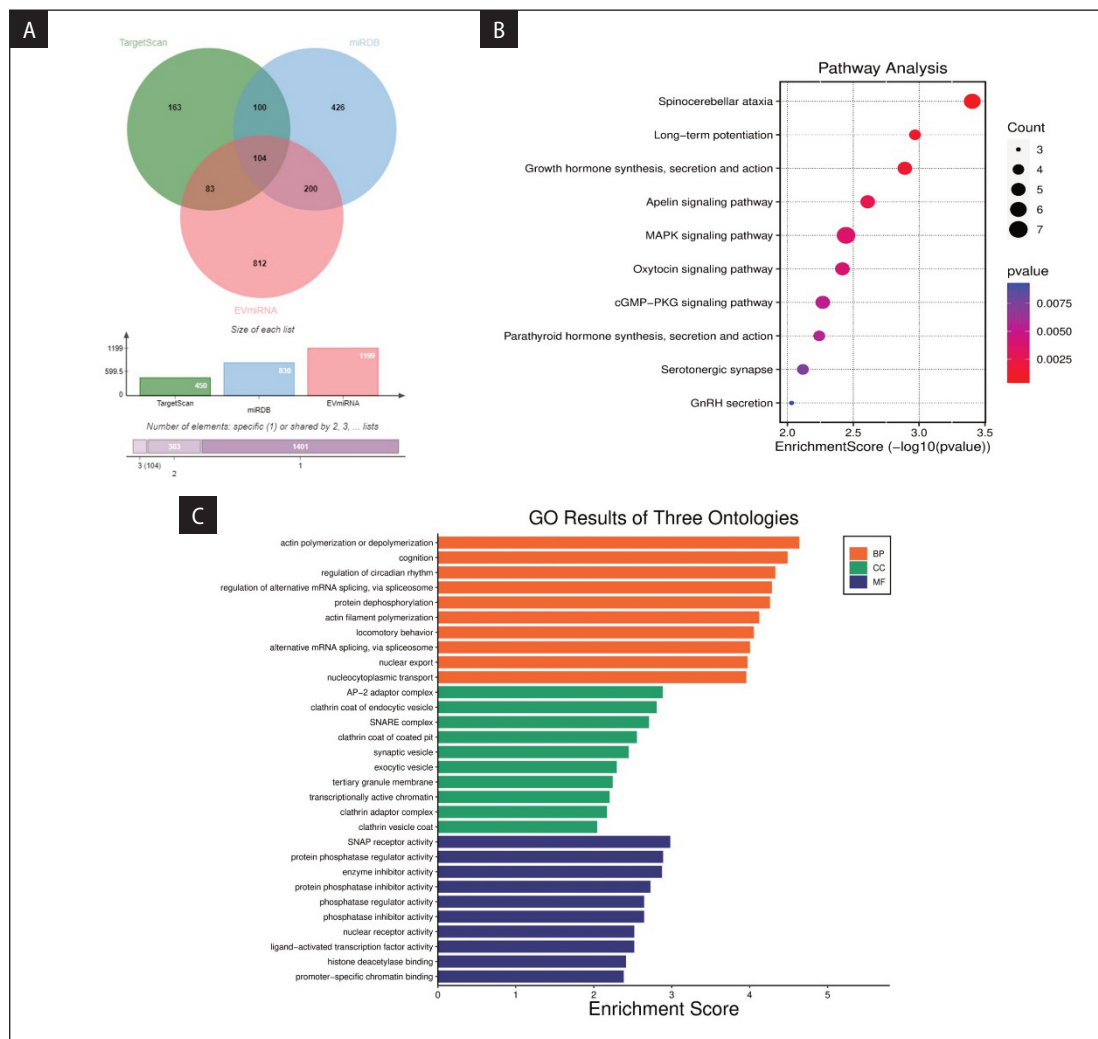 A
TargetScan
miRDB
163
100
426
104
83
200
812
EVmiRNA
Size of each list
1199
599.5
0
450
830
1199
TargetScan
miRDB
EVmiRNA
Number of elements: specific (1) or shared by 2, 3, ... lists
383
1401
3 (104)
2
1
B
Pathway Analysis
Spinocerebellar ataxia
Long−term potentiation
Growth hormone synthesis, secretion and action
Apelin signaling pathway
MAPK signaling pathway
Oxytocin signaling pathway
cGMP−PKG signaling pathway
Parathyroid hormone synthesis, secretion and action
Serotonergic synapse
GnRH secretion
2.0 2.5 3.0 3.5
EnrichmentScore (−log10(pvalue))
Count
3
4
5
6
7
pvalue
0.0075
0.0050
0.0025
C
GO Results of Three Ontologies
actin polymerization or depolymerization
cognition
regulation of circadian rhythm
regulation of alternative mRNA splicing, via spliceosome
protein dephosphorylation
actin filament polymerization
locomotory behavior
alternative mRNA splicing, via spliceosome
nuclear export
nucleocytoplasmic transport
AP−2 adaptor complex
clathrin coat of endocytic vesicle
SNARE complex
clathrin coat of coated pit
synaptic vesicle
exocytic vesicle
tertiary granule membrane
transcriptionally active chromatin
clathrin adaptor complex
clathrin vesicle coat
SNAP receptor activity
protein phosphatase regulator activity
enzyme inhibitor activity
protein phosphatase inhibitor activity
phosphatase regulator activity
phosphatase inhibitor activity
nuclear receptor activity
ligand−activated transcription factor activity
histone deacetylase binding
promoter−specific chromatin binding
0 1 2 3 4 5
Enrichment Score
BP
CC
MF